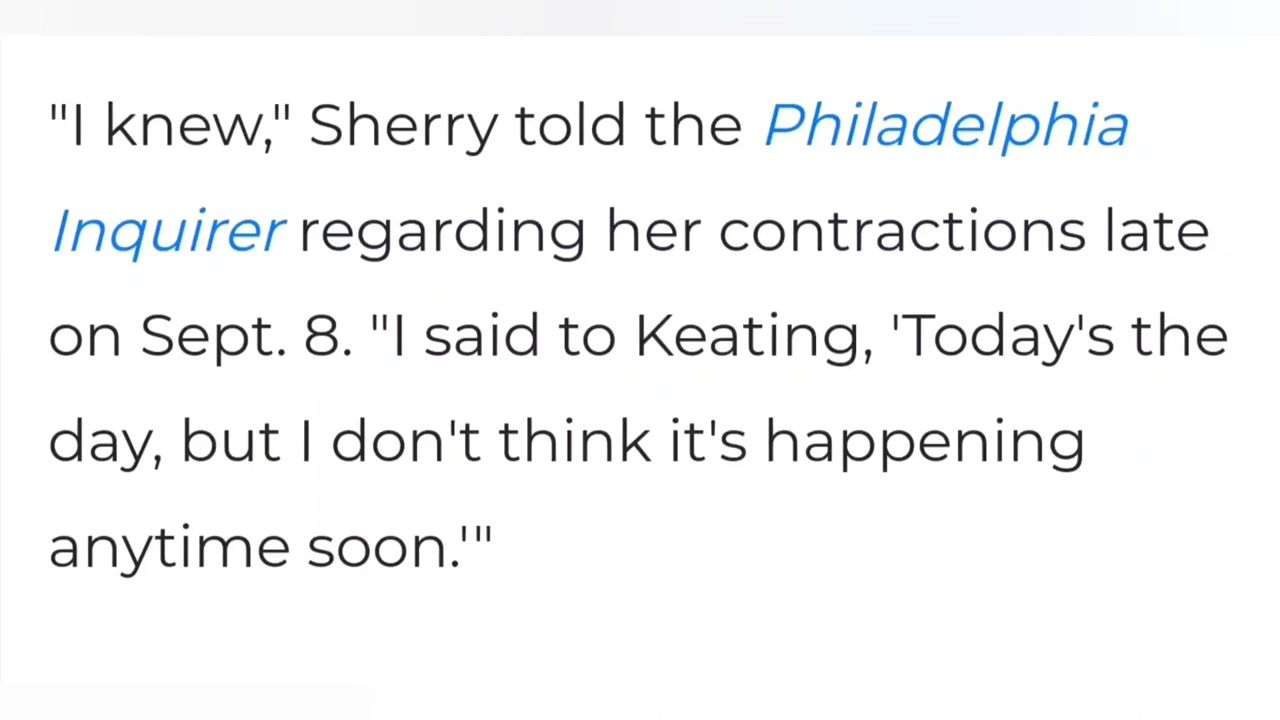 "I knew," Sherry told the Philadelphia
Inquirer regarding her contractions late
on Sept. 8. "I said to Keating, 'Today's the
day, but I don't think it's happening
anytime soon.'"